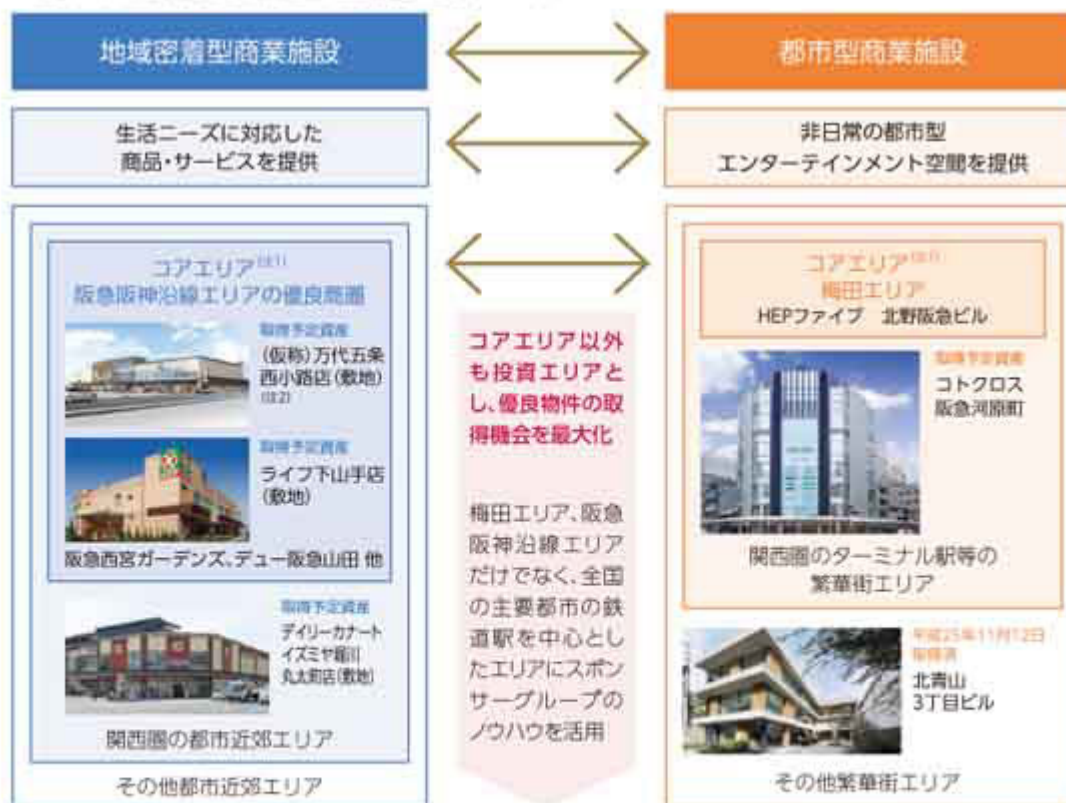 地域密着型商業施設
都市型商業施設
生活ニーズに対応した
商品・サービスを提供
非日常の都市型
エンターテインメント空間を提供
コアエリア(注1)
阪急阪神沿線エリアの優良商圏
取得予定資産
(仮称)万代五条
西小路店(敷地)
(注2)
取得予定資産
ライフ下山手店
(敷地)
阪急西宮ガーデンズ、デュー阪急山田 他
取得予定資産
デイリーカナート
イズミヤ堀川
丸太町店(敷地)
関西圏の都市近郊エリア
その他都市近郊エリア
コアエリア以外
も投資エリアと
し、優良物件の取
得機会を最大化
梅田エリア、阪急
阪神沿線エリア
だけでなく、全国
の主要都市の鉄
道駅を中心とし
たエリアにスポン
サーグループの
ノウハウを活用
コアエリア(注1)
梅田エリア
HEPファイブ 北野阪急ビル
取得予定資産
コトクロス
阪急河原町
関西圏のターミナル駅等の
繁華街エリア
平成25年11月12日
取得済
北青山
3丁目ビル
その他繁華街エリア